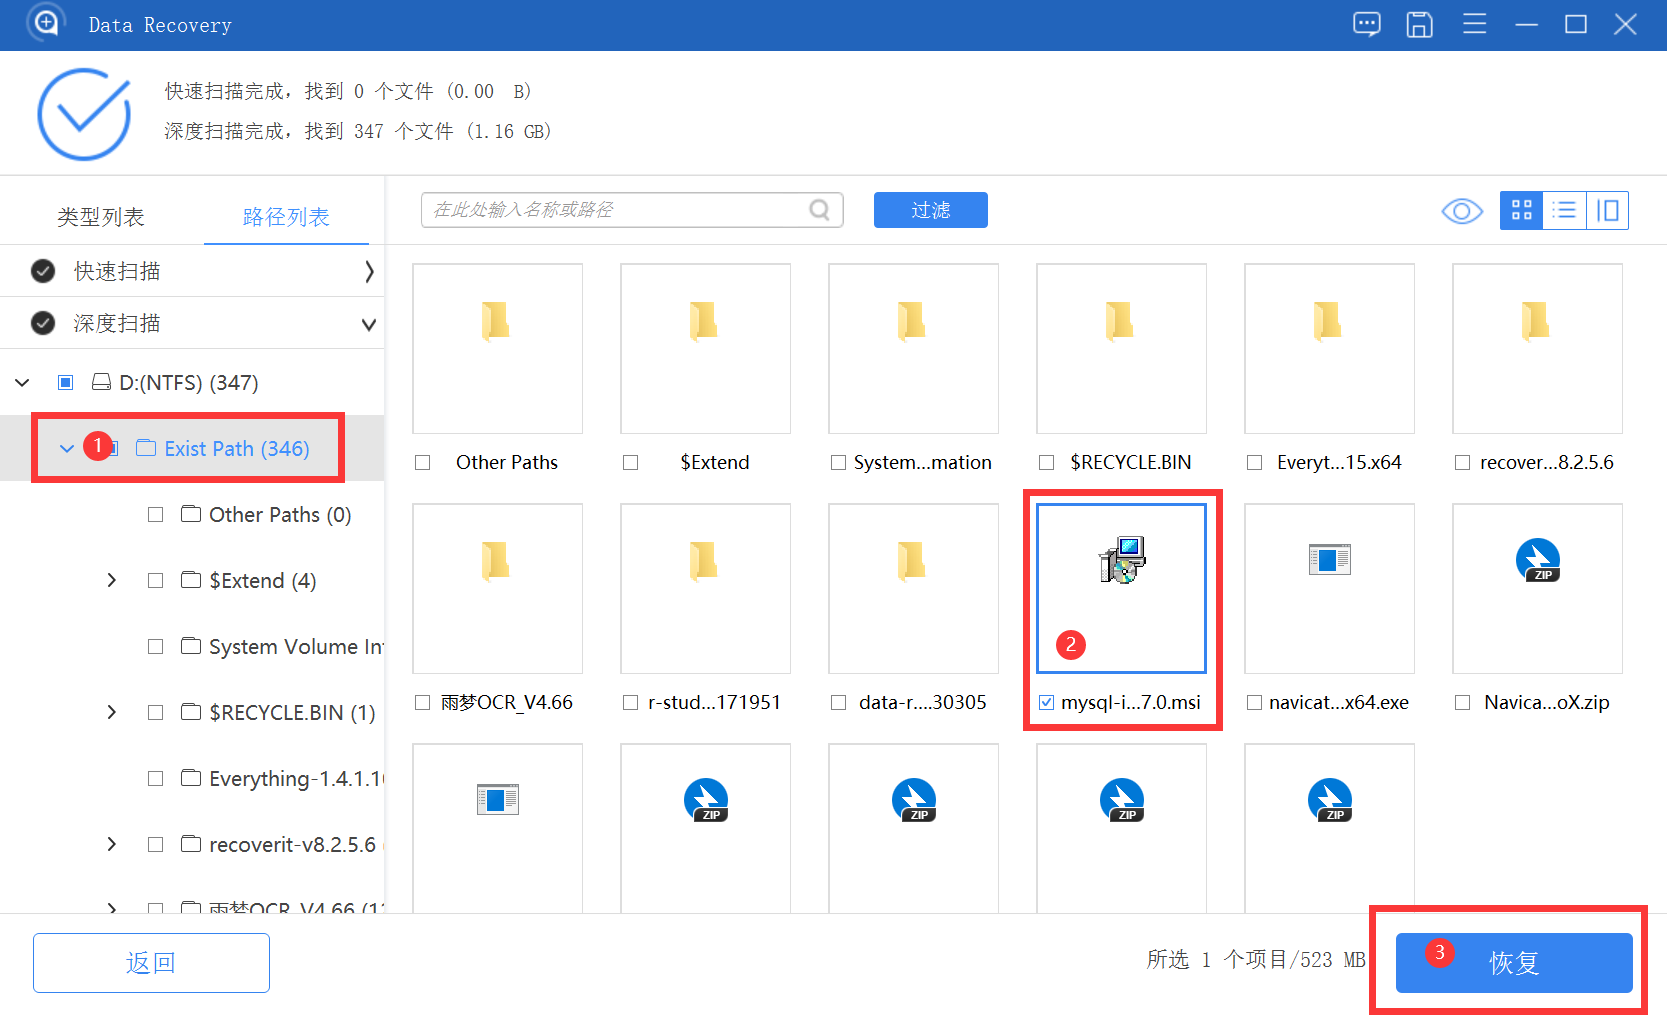 Data Recovery
快速扫描完成，找到 0 个文件 (0.00  B)
深度扫描完成，找到 347 个文件 (1.16 GB)
类型列表
路径列表
在此处输入名称或路径
过滤
快速扫描
深度扫描
D:(NTFS) (347)
1
Exist Path (346)
Other Paths (0)
$Extend (4)
System Volume In
$RECYCLE.BIN (1)
Everything-1.4.1.1
recoverit-v8.2.5.6
雨梦OCR_V4.66
Other Paths
$Extend
System...mation
$RECYCLE.BIN
Everyt...15.x64
recover...8.2.5.6
2
ZIP
雨梦OCR_V4.66
r-stud...171951
data-r....30305
mysql-i...7.0.msi
navicat...x64.exe
Navica...oX.zip
ZIP
ZIP
ZIP
ZIP
返回
所选 1 个项目/523 MB
3
恢复